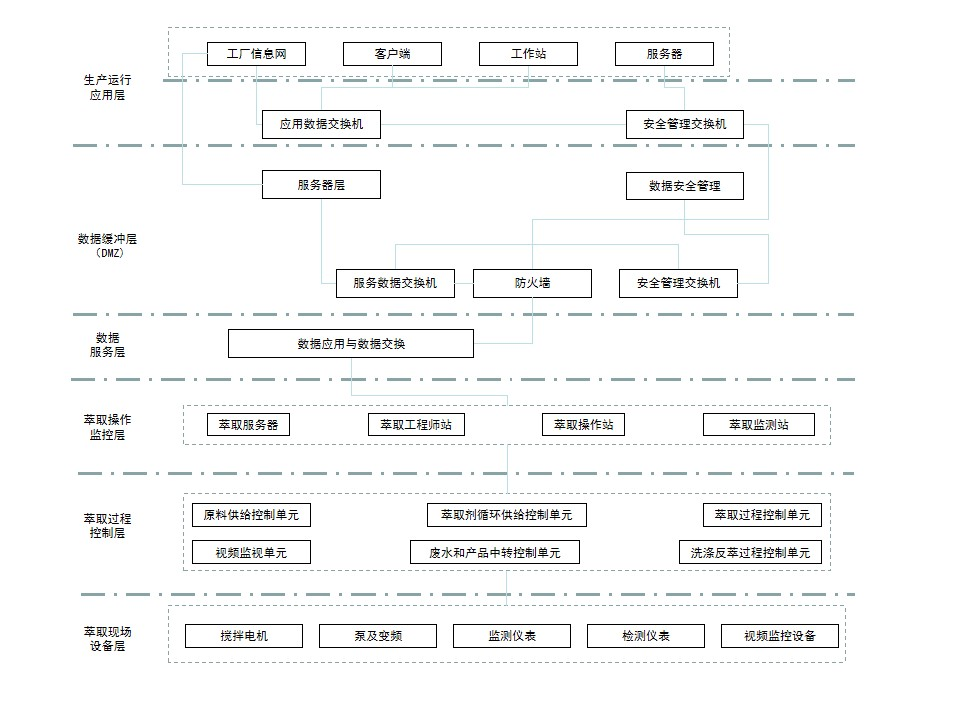 工厂信息网
客户端
工作站
服务器
生产运行
应用层
应用数据交换机
安全管理交换机
服务器层
数据安全管理
数据缓冲层
（DMZ）
服务数据交换机
防火墙
安全管理交换机
数据
服务层
数据应用与数据交换
萃取操作
监控层
萃取服务器
萃取工程师站
萃取操作站
萃取监测站
萃取过程
控制层
原料供给控制单元
萃取剂循环供给控制单元
萃取过程控制单元
视频监视单元
废水和产品中转控制单元
洗涤反萃过程控制单元
萃取现场
设备层
搅拌电机
泵及变频
监测仪表
检测仪表
视频监控设备